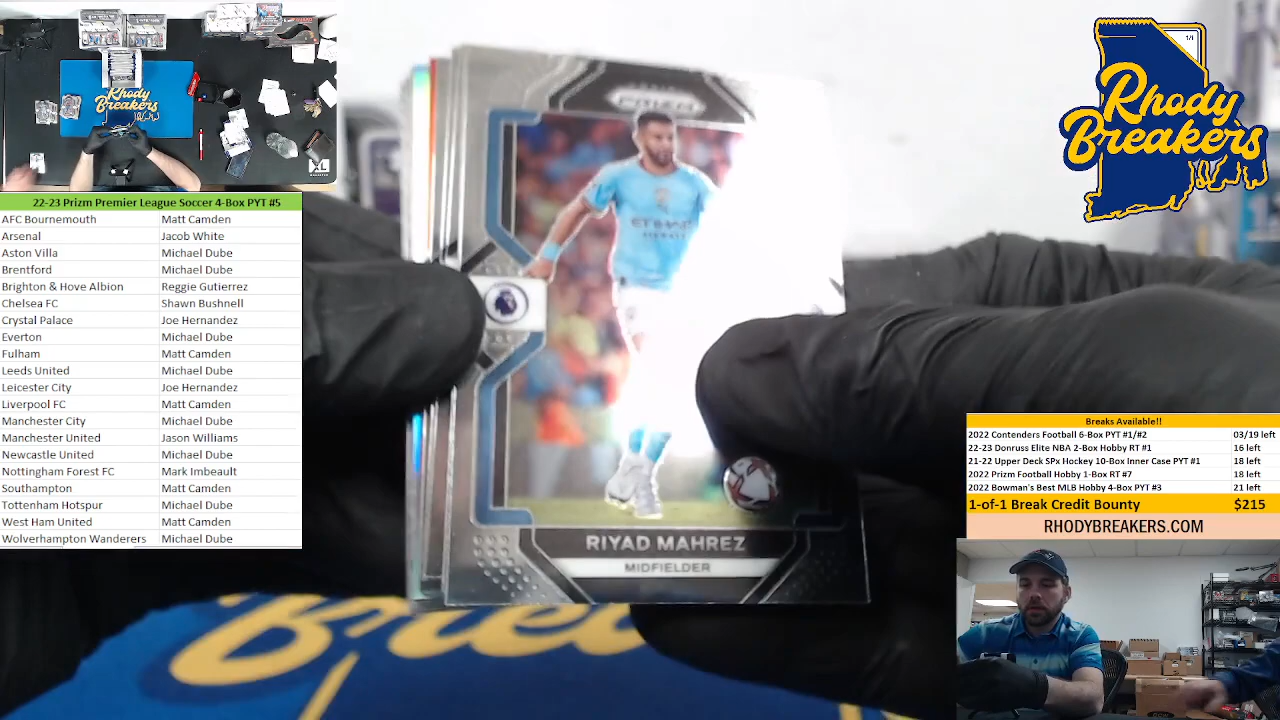 Rhody
Breakers
XL
22-23 Prizm Premier League Soccer 4-Box PYT #5
AFC Bournemouth Matt Camden
Arsenal Jacob White
Aston Villa Michael Dube
Brentford Michael Dube
Brighton & Hove Albion Reggie Gutierrez
Chelsea FC Shawn Bushnell
Crystal Palace Joe Hernandez
Everton Michael Dube
Fulham Matt Camden
Leeds United Michael Dube
Leicester City Joe Hernandez
Liverpool FC Matt Camden
Manchester City Michael Dube
Manchester United Jason Williams
Newcastle United Michael Dube
Nottingham Forest FC Mark Imbeault
Southampton Matt Camden
Tottenham Hotspur Michael Dube
West Ham United Matt Camden
Wolverhampton Wanderers Michael Dube
PRIZM
ETIHAD
AIRWAYS
RIYAD MAHREZ
MIDFIELDER
1/1
Rhody
Breakers
Breaks Available!!
2022 Contenders Football 6-Box PYT #1/#2 03/19 left
22-23 Donruss Elite NBA 2-Box Hobby RT #1 16 left
21-22 Upper Deck SPx Hockey 10-Box Inner Case PYT #1 18 left
2022 Prizm Football Hobby 1-Box RT #7 18 left
2022 Bowman's Best MLB Hobby 4-Box PYT #3 21 left
1-of-1 Break Credit Bounty $215
RHODYBREAKERS.COM